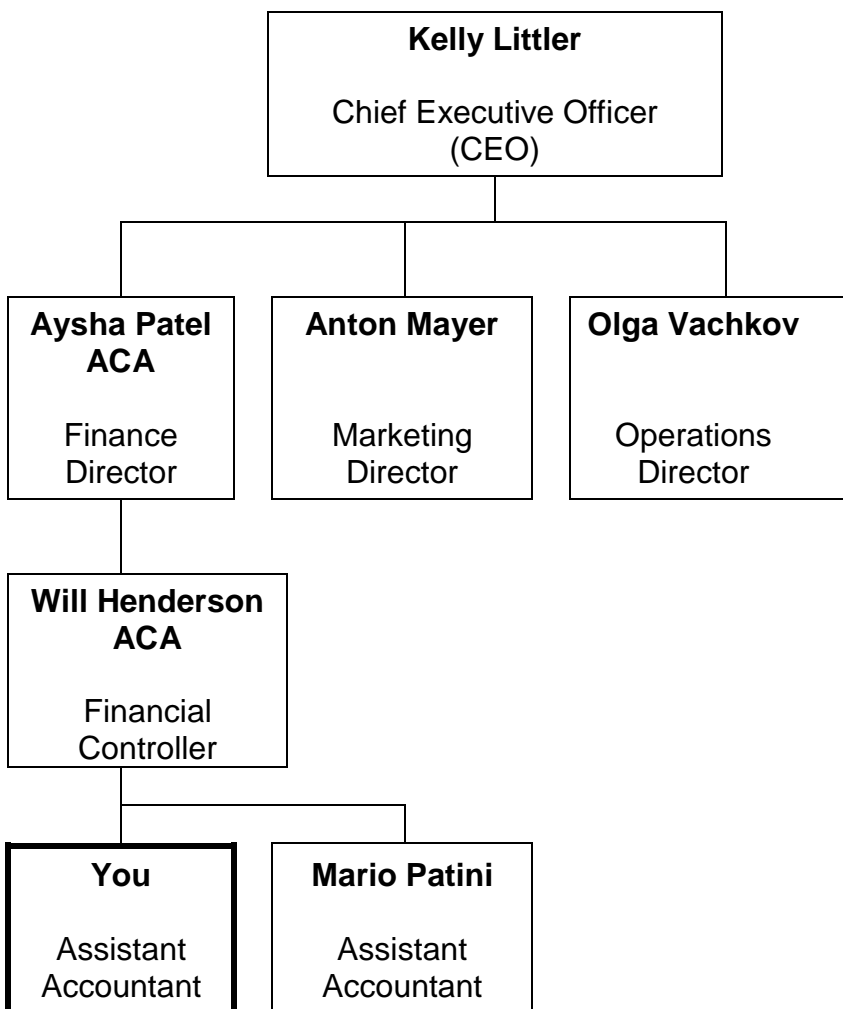 Kelly Littler
Chief Executive Officer
(CEO)
Aysha Patel
ACA
Finance
Director
Anton Mayer
Marketing
Director
Olga Vachkov
Operations
Director
Will Henderson
ACA
Financial
Controller
You
Assistant
Accountant
Mario Patini
Assistant
Accountant